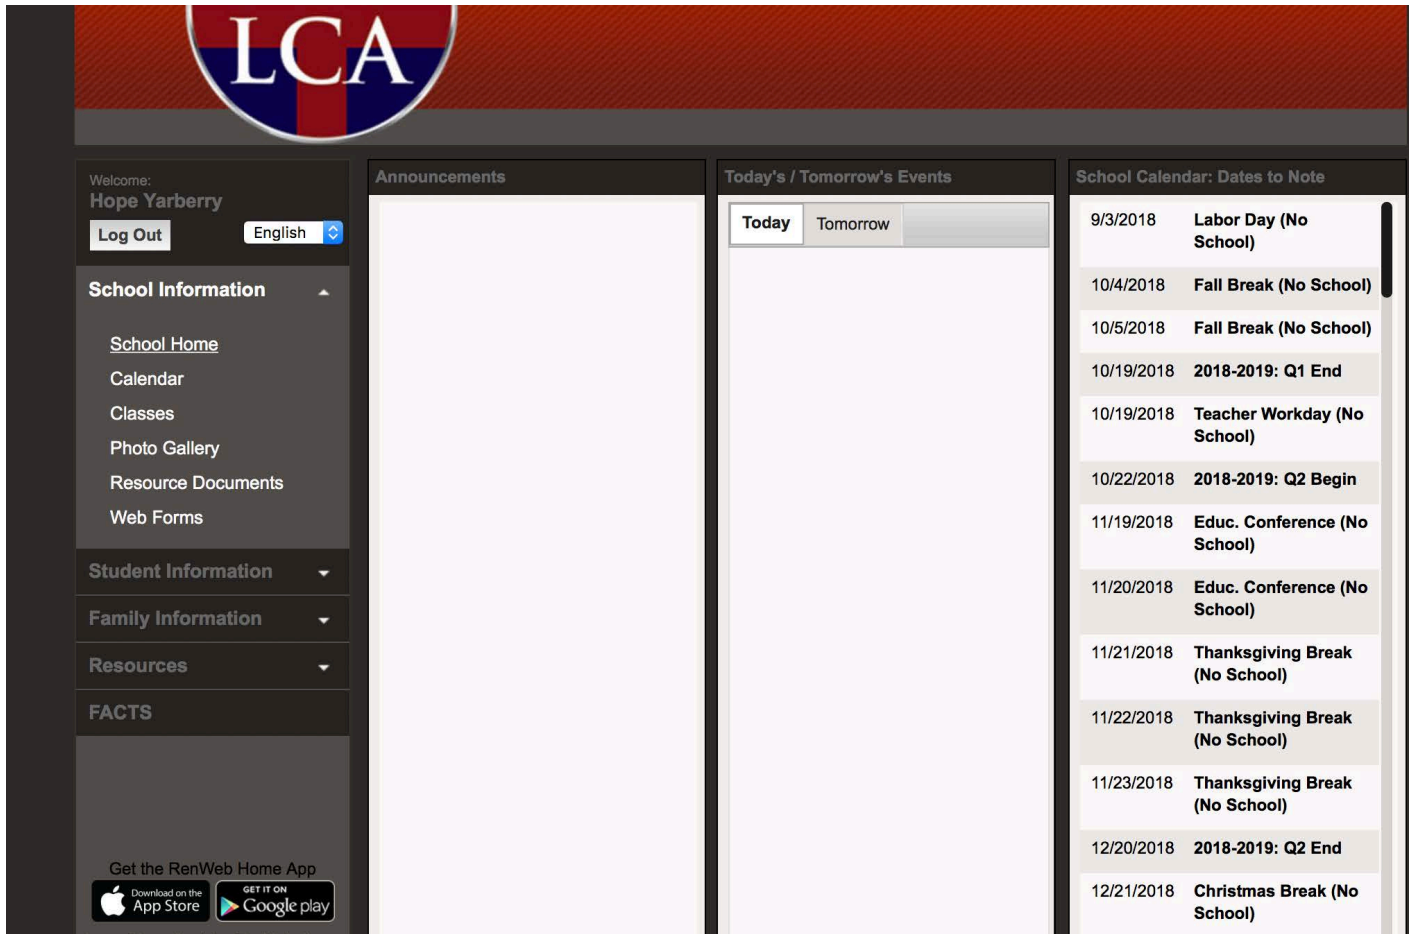 LCA
Welcome:
Hope Yarberry
Log Out
English
School Information
School Home
Calendar
Classes
Photo Gallery
Resource Documents
Web Forms
Student Information
Family Information
Resources
FACTS
Get the RenWeb Home App
Download on the
App Store
GET IT ON
Google play
Announcements
Today's / Tomorrow's Events
Today
Tomorrow
School Calendar: Dates to Note
9/3/2018 Labor Day (No
School)
10/4/2018 Fall Break (No School)
10/5/2018 Fall Break (No School)
10/19/2018 2018-2019: Q1 End
10/19/2018 Teacher Workday (No
School)
10/22/2018 2018-2019: Q2 Begin
11/19/2018 Educ. Conference (No
School)
11/20/2018 Educ. Conference (No
School)
11/21/2018 Thanksgiving Break
(No School)
11/22/2018 Thanksgiving Break
(No School)
11/23/2018 Thanksgiving Break
(No School)
12/20/2018 2018-2019: Q2 End
12/21/2018 Christmas Break (No
School)